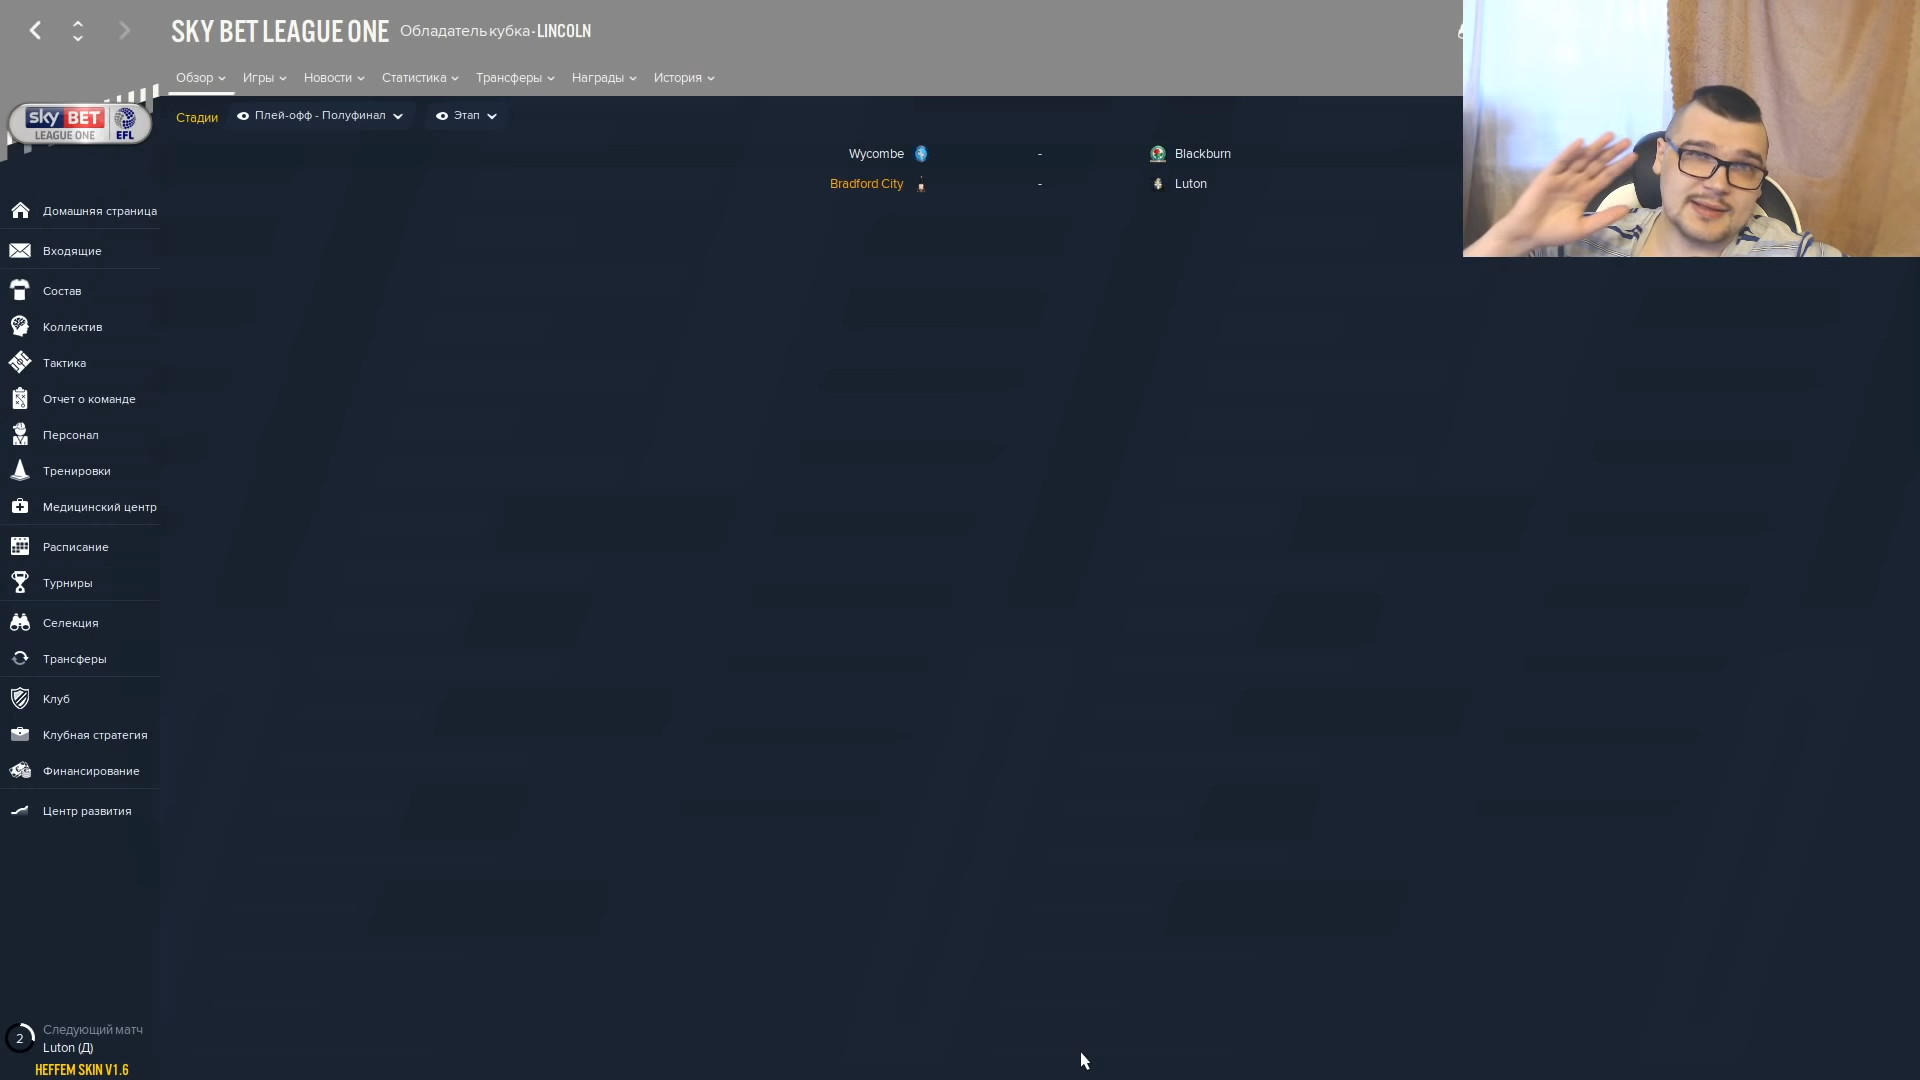 SKY BET LEAGUE ONE
Обладатель кубка - LINCOLN
Обзор
Игры
Новости
Статистика
Трансферы
Награды
История
sky BET
LEAGUE ONE
EFL
Стадии
Плей-офф - Полуфинал
Этап
Wycombe - Blackburn
Bradford City - Luton
Домашняя страница
Входящие
Состав
Коллектив
Тактика
Отчет о команде
Персонал
Тренировки
Медицинский центр
Расписание
Турниры
Селекция
Трансферы
Клуб
Клубная стратегия
Финансирование
Центр развития
2
Следующий матч
Luton (Д)
HEFFEM SKIN V1.6